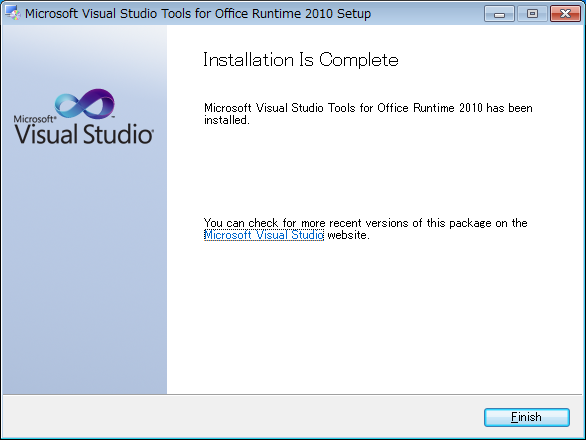 Microsoft Visual Studio Tools for Office Runtime 2010 Setup
Installation Is Complete
Microsoft®
Visual Studio®
Microsoft Visual Studio Tools for Office Runtime 2010 has been
installed.
You can check for more recent versions of this package on the
Microsoft Visual Studio website.
Finish